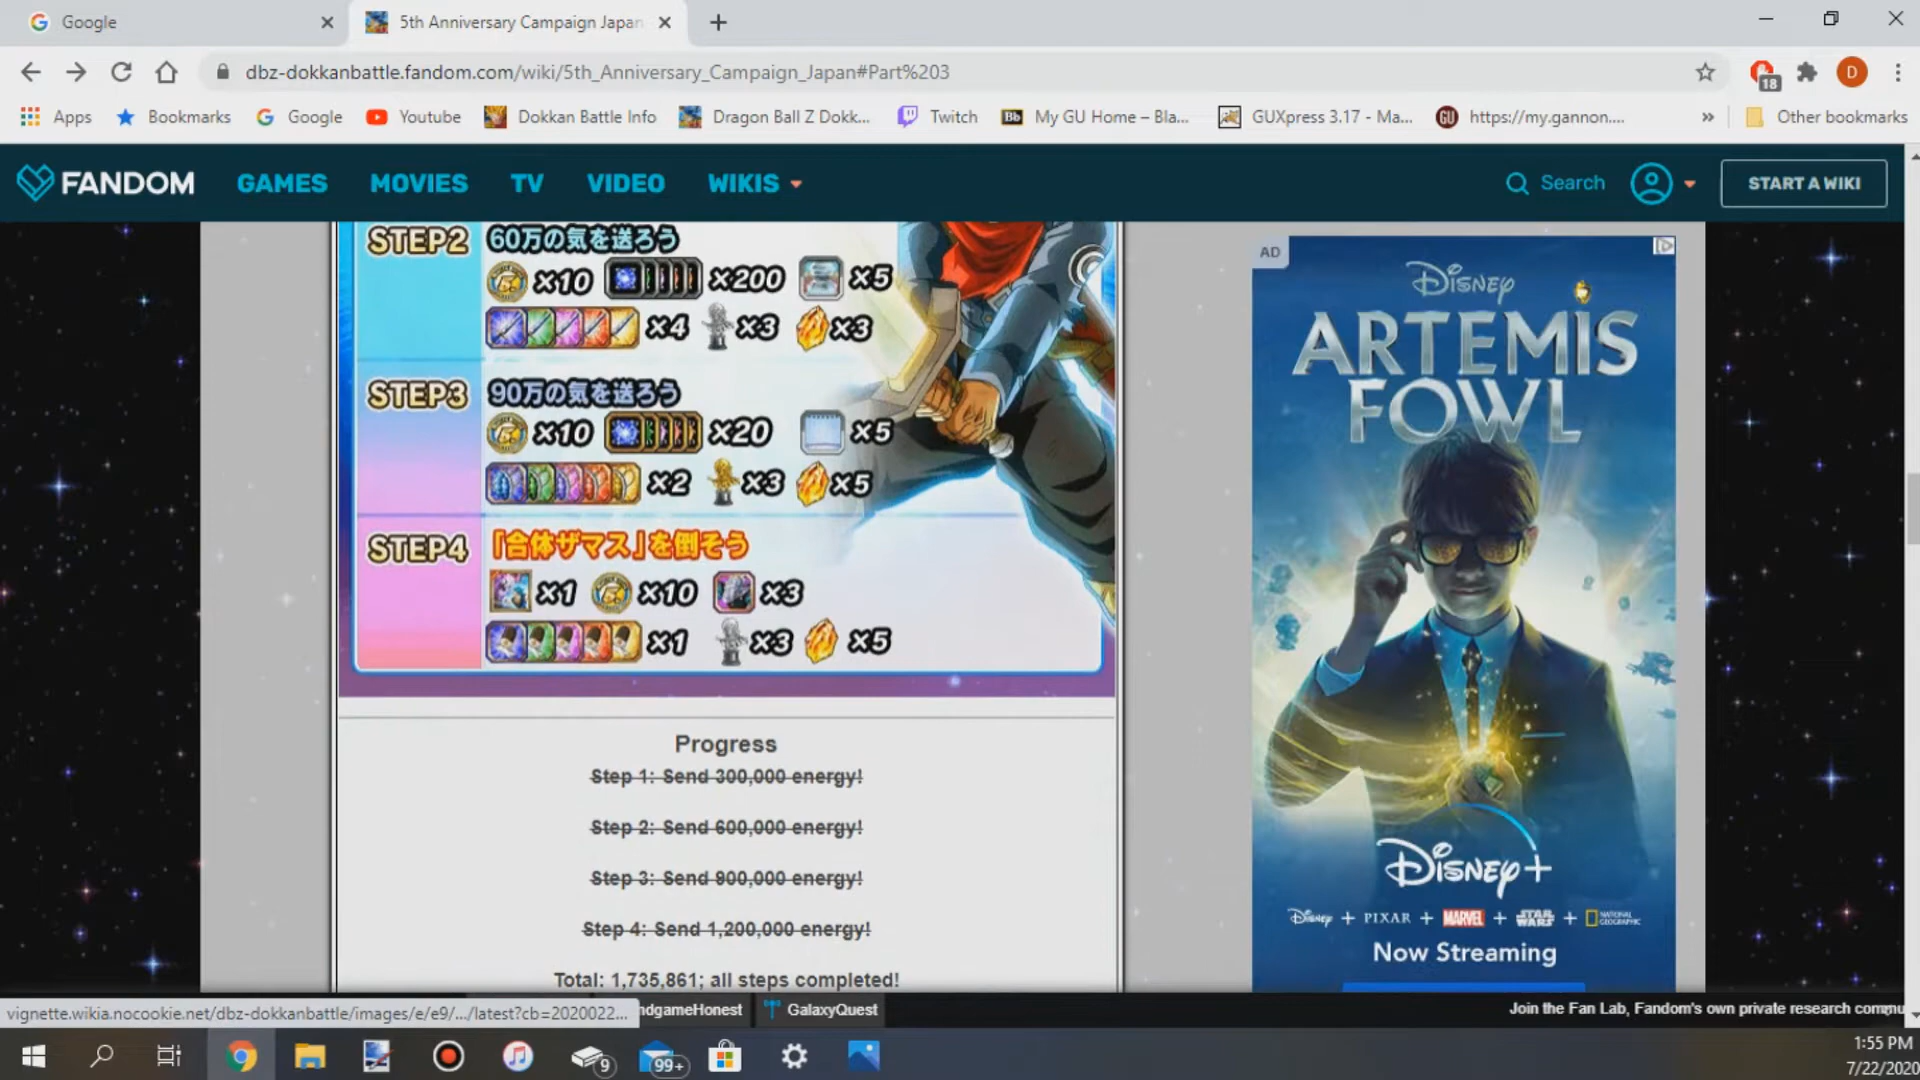 Google
5th Anniversary Campaign Japan
dbz-dokkanbattle.fandom.com/wiki/5th_Anniversary_Campaign_Japan#Part%203
18
D
Apps
Bookmarks
Google
Youtube
Dokkan Battle Info
Dragon Ball Z Dokk...
Twitch
Bb
My GU Home – Bla...
GUXpress 3.17 - Ma...
GU
https://my.gannon....
»
Other bookmarks
FANDOM
GAMES
MOVIES
TV
VIDEO
WIKIS
Search
START A WIKI
STEP2
60万の気を送ろう
x10
x200
x5
x4
x3
x3
STEP3
90万の気を送ろう
x10
x20
x5
x2
x3
x5
STEP4
「合体ザマス」を倒そう
x1
x10
x3
x1
x3
x5
Progress
Step 1: Send 300,000 energy!
Step 2: Send 600,000 energy!
Step 3: Send 900,000 energy!
Step 4: Send 1,200,000 energy!
Total: 1,735,861; all steps completed!
AD
Disney
ARTEMIS
FOWL
Disney+
Disney + PIXAR + MARVEL + STAR WARS + NATIONAL GEOGRAPHIC
Now Streaming
vignette.wikia.nocookie.net/dbz-dokkanbattle/images/e/e9/.../latest?cb=2020022...
ndgameHonest
GalaxyQuest
Join the Fan Lab, Fandom's own private research commu
9
99+
1:55 PM
7/22/2020